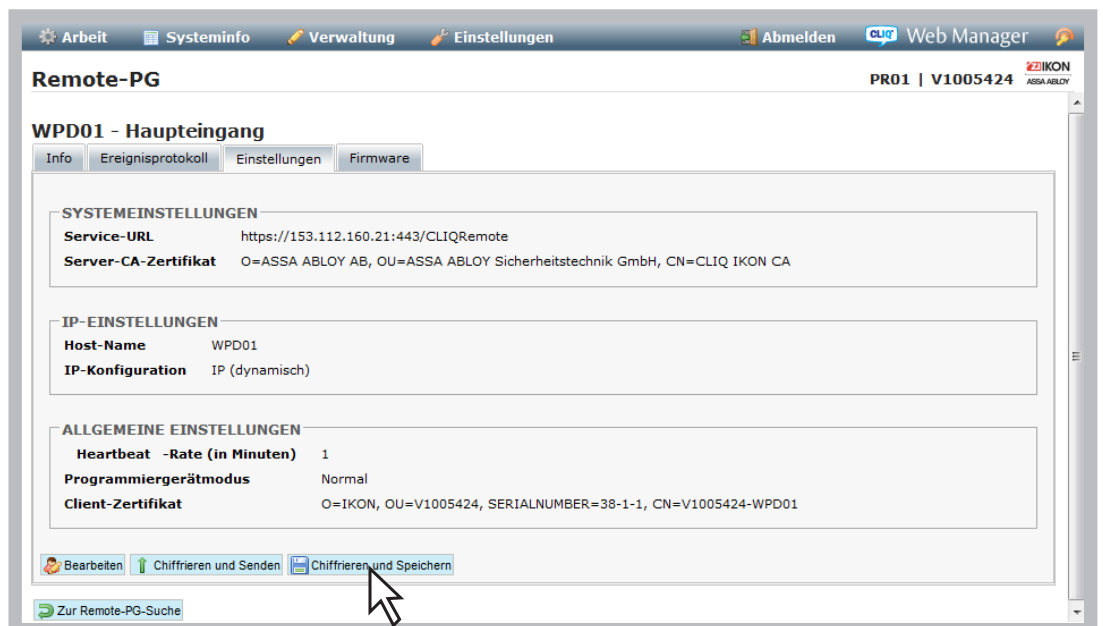 Arbeit Systeminfo Verwaltung Einstellungen Abmelden CLIQ Web Manager
Remote-PG PR01 | V1005424 IKON
ASSA ABLOY
WPD01 - Haupteingang
Info Ereignisprotokoll Einstellungen Firmware
SYSTEMEINSTELLUNGEN
Service-URL https://153.112.160.21:443/CLIQRemote
Server-CA-Zertifikat O=ASSA ABLOY AB, OU=ASSA ABLOY Sicherheitstechnik GmbH, CN=CLIQ IKON CA
IP-EINSTELLUNGEN
Host-Name WPD01
IP-Konfiguration IP (dynamisch)
ALLGEMEINE EINSTELLUNGEN
Heartbeat -Rate (in Minuten) 1
Programmiergerätmodus Normal
Client-Zertifikat O=IKON, OU=V1005424, SERIALNUMBER=38-1-1, CN=V1005424-WPD01
Bearbeiten Chiffrieren und Senden Chiffrieren und Speichern
Zur Remote-PG-Suche